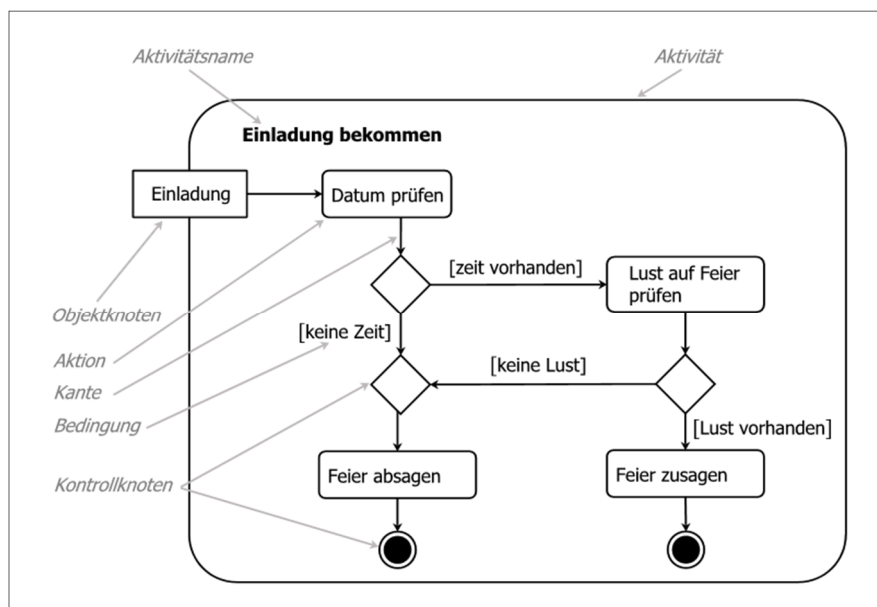 Aktivitätsname
Aktivität
Einladung bekommen
Einladung
Datum prüfen
[zeit vorhanden]
Lust auf Feier
prüfen
Objektknoten
[keine Zeit]
Aktion
[keine Lust]
Kante
Bedingung
[Lust vorhanden]
Feier absagen
Feier zusagen
Kontrollknoten